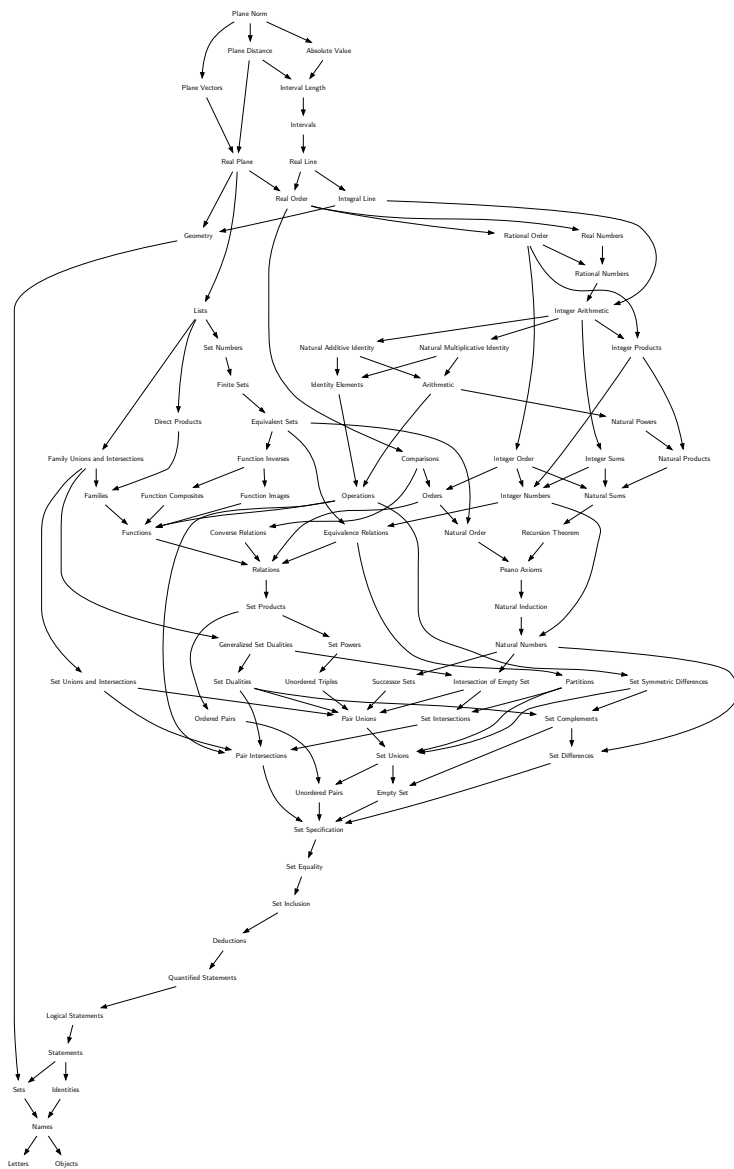 Plane Norm
Plane Distance
Absolute Value
Plane Vectors
Interval Length
Intervals
Real Plane
Real Line
Real Order
Integral Line
Geometry
Rational Order
Real Numbers
Rational Numbers
Lists
Integer Arithmetic
Set Numbers
Natural Additive Identity
Natural Multiplicative Identity
Integer Products
Finite Sets
Identity Elements
Arithmetic
Direct Products
Equivalent Sets
Natural Powers
Family Unions and Intersections
Function Inverses
Comparisons
Integer Order
Integer Sums
Natural Products
Families
Function Composites
Function Images
Operations
Orders
Integer Numbers
Natural Sums
Functions
Converse Relations
Equivalence Relations
Natural Order
Recursion Theorem
Relations
Peano Axioms
Set Products
Natural Induction
Generalized Set Dualities
Set Powers
Natural Numbers
Set Unions and Intersections
Set Dualities
Unordered Triples
Successor Sets
Intersection of Empty Set
Partitions
Set Symmetric Differences
Ordered Pairs
Pair Unions
Set Intersections
Set Complements
Pair Intersections
Set Unions
Set Differences
Unordered Pairs
Empty Set
Set Specification
Set Equality
Set Inclusion
Deductions
Quantified Statements
Logical Statements
Statements
Sets
Identities
Names
Letters
Objects